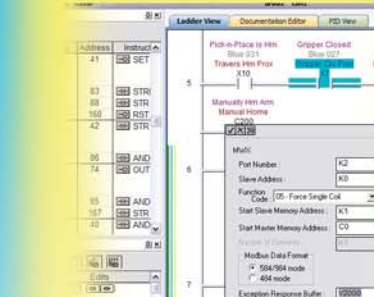 Ladder View Documentation Editor PID View
Address Instruct
41 SET
83 STR
88 STR
168 RST
42 STR
86 AND
74 OUT
85 AND
167 STR
40 AND
Edits
Pick-n-Place is Hm Gripper Closed
Blue 031 Blue 027
Travers Hm Prox Gripper Cls Prox
X10
5
Manually Hm Arm
Manual Home
C200
6
MWX
Port Number : K2
Slave Address : K0
Function Code : 05 - Force Single Coil
Start Slave Memory Address : K1
Start Master Memory Address : C0
Number of Elements :
Modbus Data Format
584/984 mode
484 mode
Exception Response Buffer : V2000
7